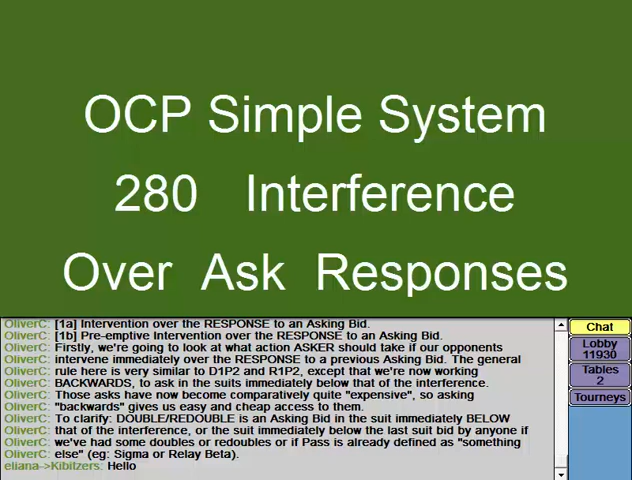 OCP Simple System
280 Interference
Over Ask Responses
OliverC: [1a] Intervention over the RESPONSE to an Asking Bid.
OliverC: [1b] Pre-emptive Intervention over the RESPONSE to an Asking Bid.
OliverC: Firstly, we're going to look at what action ASKER should take if our opponents
OliverC: intervene immediately over the RESPONSE to a previous Asking Bid. The general
OliverC: rule here is very similar to D1P2 and R1P2, except that we're now working
OliverC: BACKWARDS, to ask in the suits immediately below that of the interference.
OliverC: Those asks have now become comparatively quite "expensive", so asking
OliverC: "backwards" gives us easy and cheap access to them.
OliverC: To clarify: DOUBLE/REDOUBLE is an Asking Bid in the suit immediately BELOW
OliverC: that of the interference, or the suit immediately below the last suit bid by anyone if
OliverC: we've had some doubles or redoubles or if Pass is already defined as "something
OliverC: else" (eg: Sigma or Relay Beta).
eliana->Kibitzers: Hello
Chat
Lobby
11930
Tables
2
Tourneys